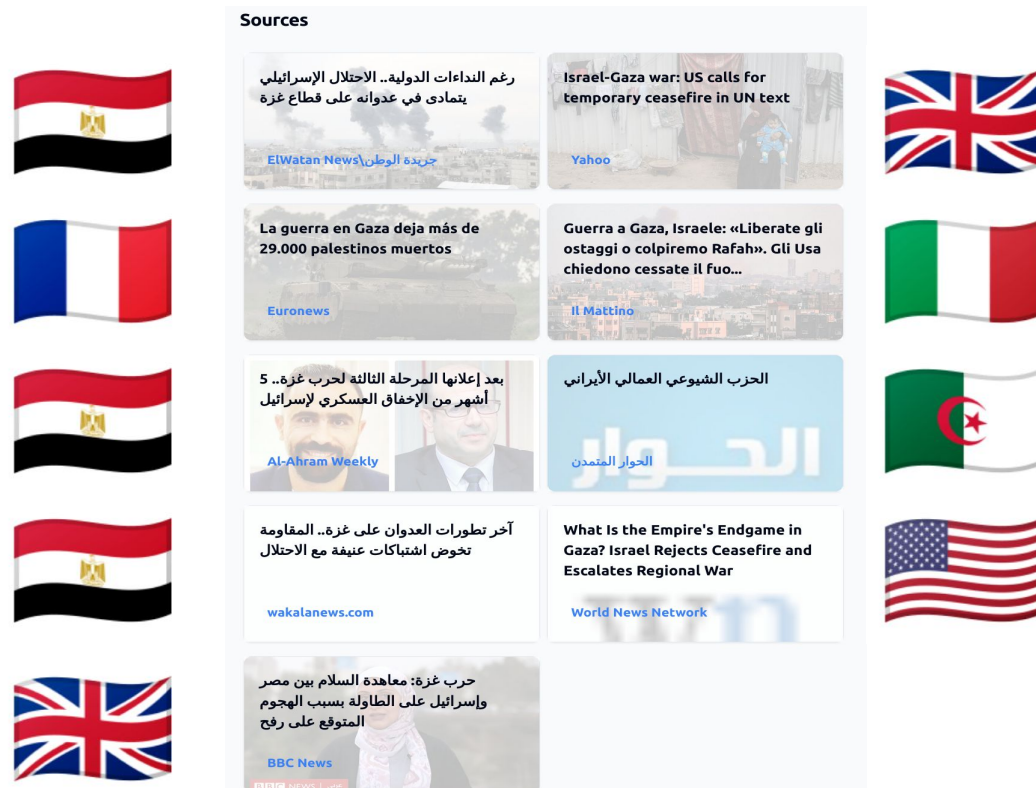 Sources
رغم النداءات الدولية.. الاحتلال الإسرائيلي
يتمادى في عدوانه على قطاع غزة
ElWatan News\جريدة الوطن
Israel-Gaza war: US calls for
temporary ceasefire in UN text
Yahoo
La guerra en Gaza deja más de
29.000 palestinos muertos
Euronews
Guerra a Gaza, Israele: «Liberate gli
ostaggi o colpiremo Rafah». Gli Usa
chiedono cessate il fuo...
Il Mattino
بعد إعلانها المرحلة الثالثة لحرب غزة.. 5
أشهر من الإخفاق العسكري لإسرائيل
Al-Ahram Weekly
الحزب الشيوعي العمالي الأيراني
الحوار
الحوار المتمدن
آخر تطورات العدوان على غزة.. المقاومة
تخوض اشتباكات عنيفة مع الاحتلال
wakalanews.com
What Is the Empire's Endgame in
Gaza? Israel Rejects Ceasefire and
Escalates Regional War
wn
World News Network
حرب غزة: معاهدة السلام بين مصر
وإسرائيل على الطاولة بسبب الهجوم
المتوقع على رفح
BBC News
BBC NEWS